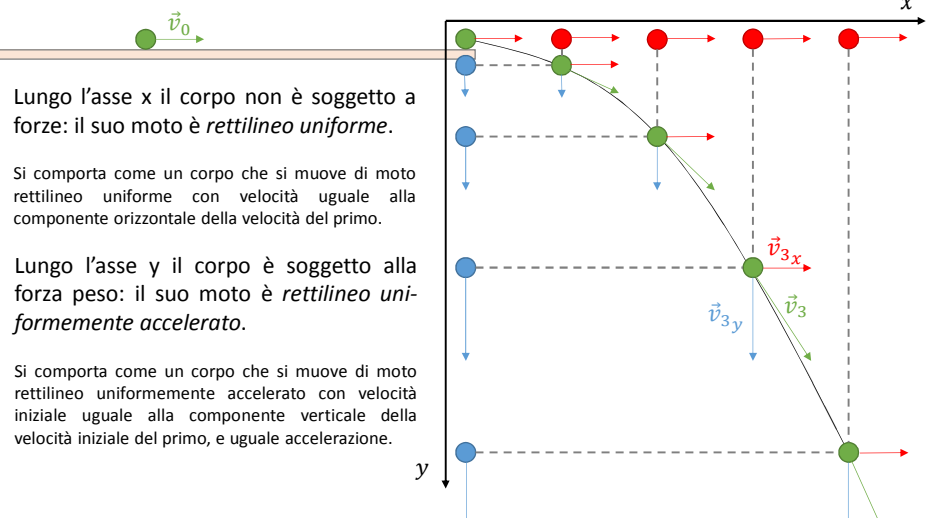 x
v⃗₀
Lungo l'asse x il corpo non è soggetto a
forze: il suo moto è rettilineo uniforme.
Si comporta come un corpo che si muove di moto
rettilineo uniforme con velocità uguale alla
componente orizzontale della velocità del primo.
Lungo l'asse y il corpo è soggetto alla
forza peso: il suo moto è rettilineo uni-
formemente accelerato.
Si comporta come un corpo che si muove di moto
rettilineo uniformemente accelerato con velocità
iniziale uguale alla componente verticale della
velocità iniziale del primo, e uguale accelerazione.
v⃗₃ₓ
v⃗₃
v⃗₃ᵧ
y